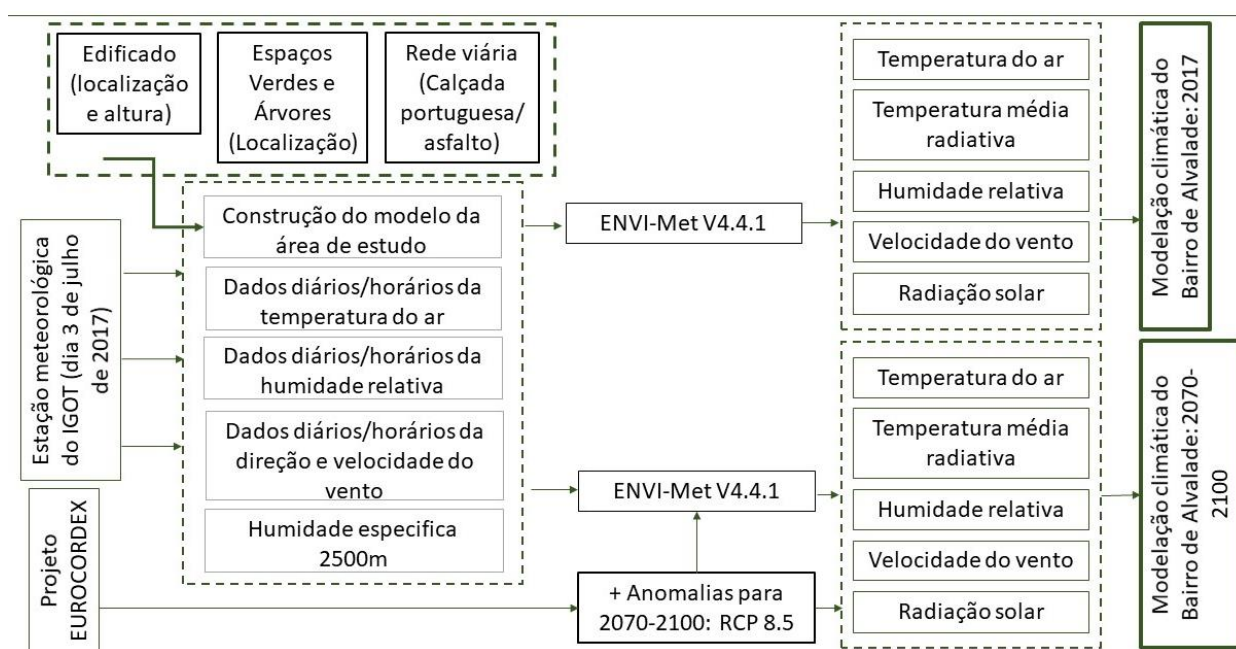 Edificado
(localização
e altura)
Espaços
Verdes e
Árvores
(Localização)
Rede viária
(Calçada
portuguesa/
asfalto)
Estação meteorológica
do IGOT (dia 3 de julho
de 2017)
Projeto
EUROCORDEX
Construção do modelo da
área de estudo
Dados diários/horários da
temperatura do ar
Dados diários/horários da
humidade relativa
Dados diários/horários da
direção e velocidade do
vento
Humidade especifica
2500m
ENVI-Met V4.4.1
ENVI-Met V4.4.1
+ Anomalias para
2070-2100: RCP 8.5
Temperatura do ar
Temperatura média
radiativa
Humidade relativa
Velocidade do vento
Radiação solar
Modelação climática do
Bairro de Alvalade: 2017
Temperatura do ar
Temperatura média
radiativa
Humidade relativa
Velocidade do vento
Radiação solar
Modelação climática do
Bairro de Alvalade: 2070-
2100